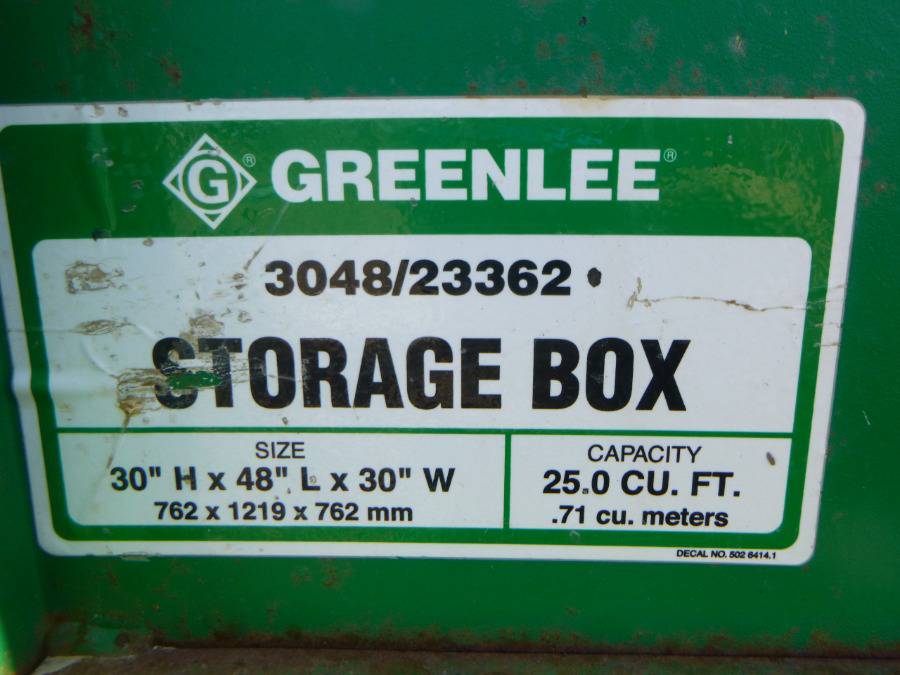 G® GREENLEE®
3048/23362
STORAGE BOX
SIZE
30" H x 48" L x 30" W
762 x 1219 x 762 mm
CAPACITY
25.0 CU. FT.
.71 cu. meters
DECAL NO. 502 6414.1